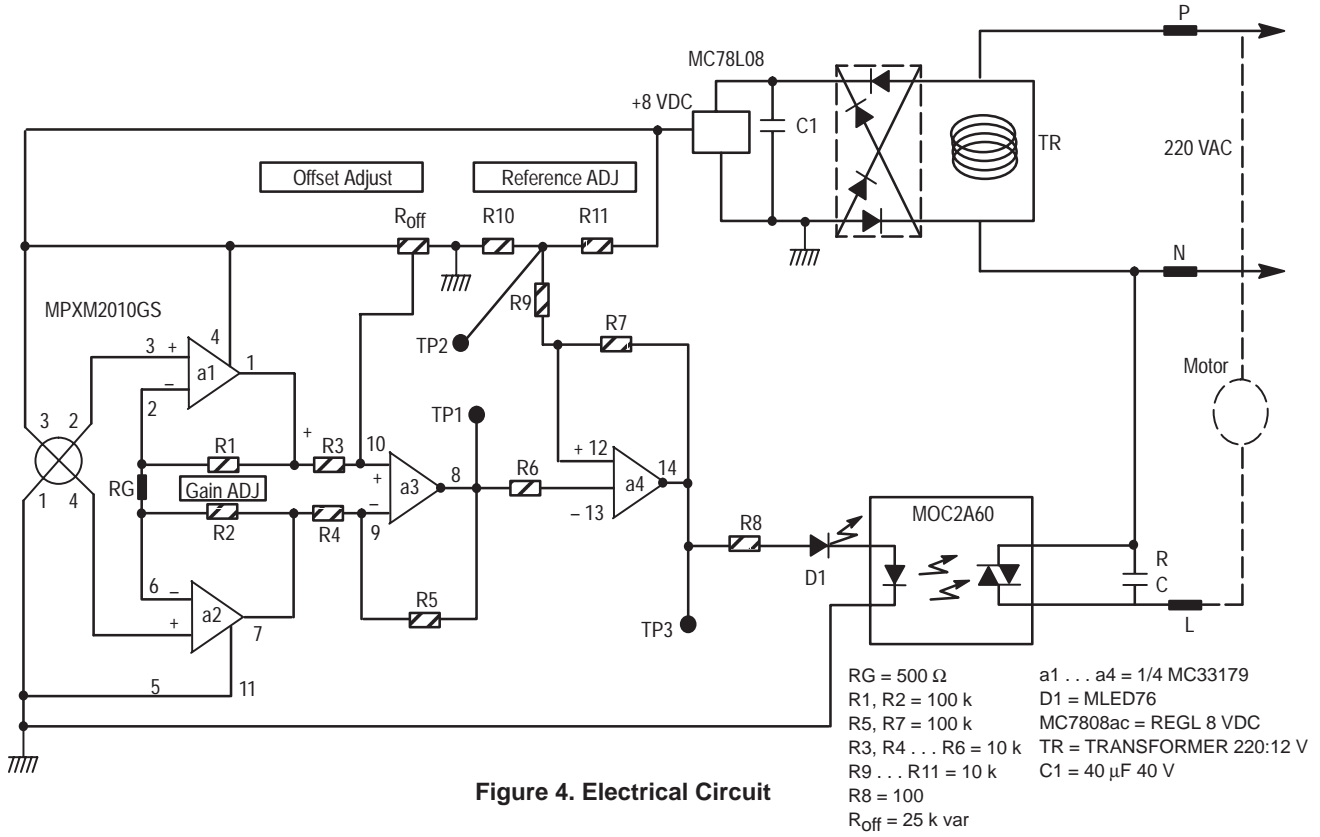 P
MC78L08
+8 VDC
C1
TR
220 VAC
Offset Adjust
Reference ADJ
Roff
R10
R11
N
MPXM2010GS
R9
R7
TP2
3 +
4
a1
1
–
2
Motor
3
2
TP1
+
R1
R3
10
+ 12
1
4
RG
Gain ADJ
+
a3
8
R6
a4
14
–
R2
R4
9
– 13
MOC2A60
R8
6 –
a2
R5
D1
R
C
+
7
TP3
L
5
11
RG = 500 Ω
R1, R2 = 100 k
R5, R7 = 100 k
R3, R4 . . . R6 = 10 k
R9 . . . R11 = 10 k
R8 = 100
Roff = 25 k var
a1 . . . a4 = 1/4 MC33179
D1 = MLED76
MC7808ac = REGL 8 VDC
TR = TRANSFORMER 220:12 V
C1 = 40 μF 40 V
Figure 4. Electrical Circuit